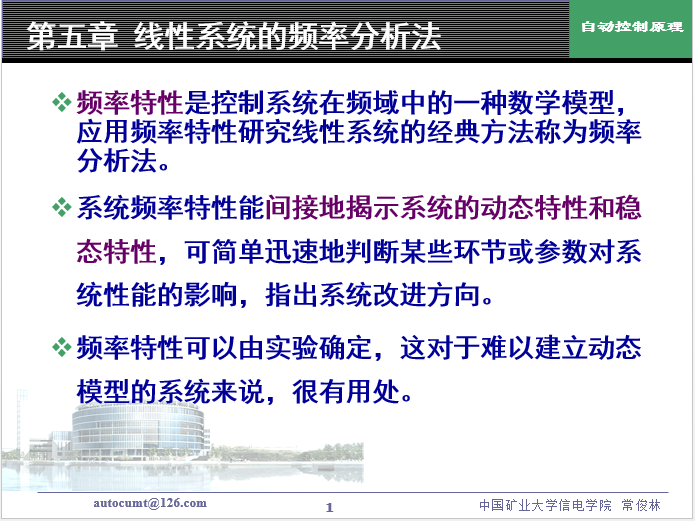 第五章 线性系统的频率分析法
自动控制原理
频率特性是控制系统在频域中的一种数学模型，
应用频率特性研究线性系统的经典方法称为频率
分析法。
系统频率特性能间接地揭示系统的动态特性和稳
态特性，可简单迅速地判断某些环节或参数对系
统性能的影响，指出系统改进方向。
频率特性可以由实验确定，这对于难以建立动态
模型的系统来说，很有用处。
autocumt@126.com
1
中国矿业大学信电学院 常俊林